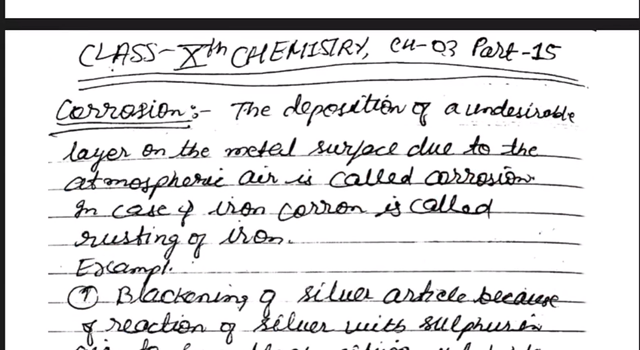 CLASS-Xth CHEMISTRY, CH-03 Part-15
Corrosion:- The deposition of a undesirable
layer on the metal surface due to the
atmospheric air is called corrosion.
In case of iron corron is called
rusting of iron.
Exampl.
① Blackening of silver article because
of reaction of silver with sulphur in
air to